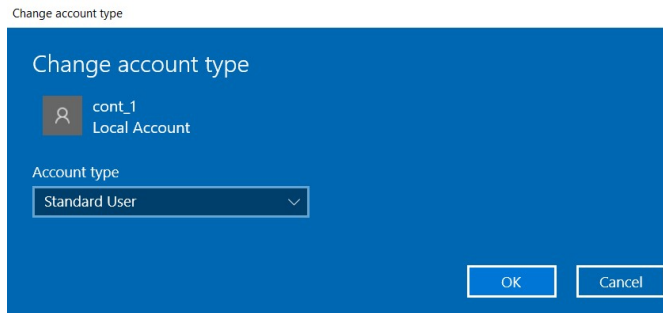 Change account type
Change account type
cont_1
Local Account
Account type
Standard User
OK
Cancel